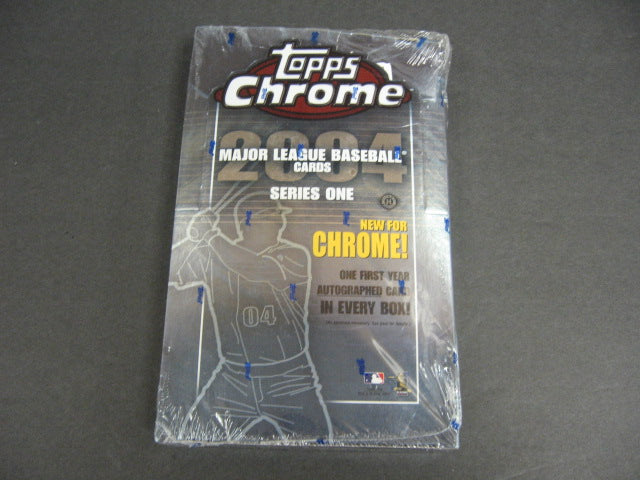 topps
Chrome
2004
MAJOR LEAGUE BASEBALL
CARDS
SERIES ONE
NEW FOR
CHROME!
ONE FIRST YEAR
AUTOGRAPHED CARD
IN EVERY BOX!
04